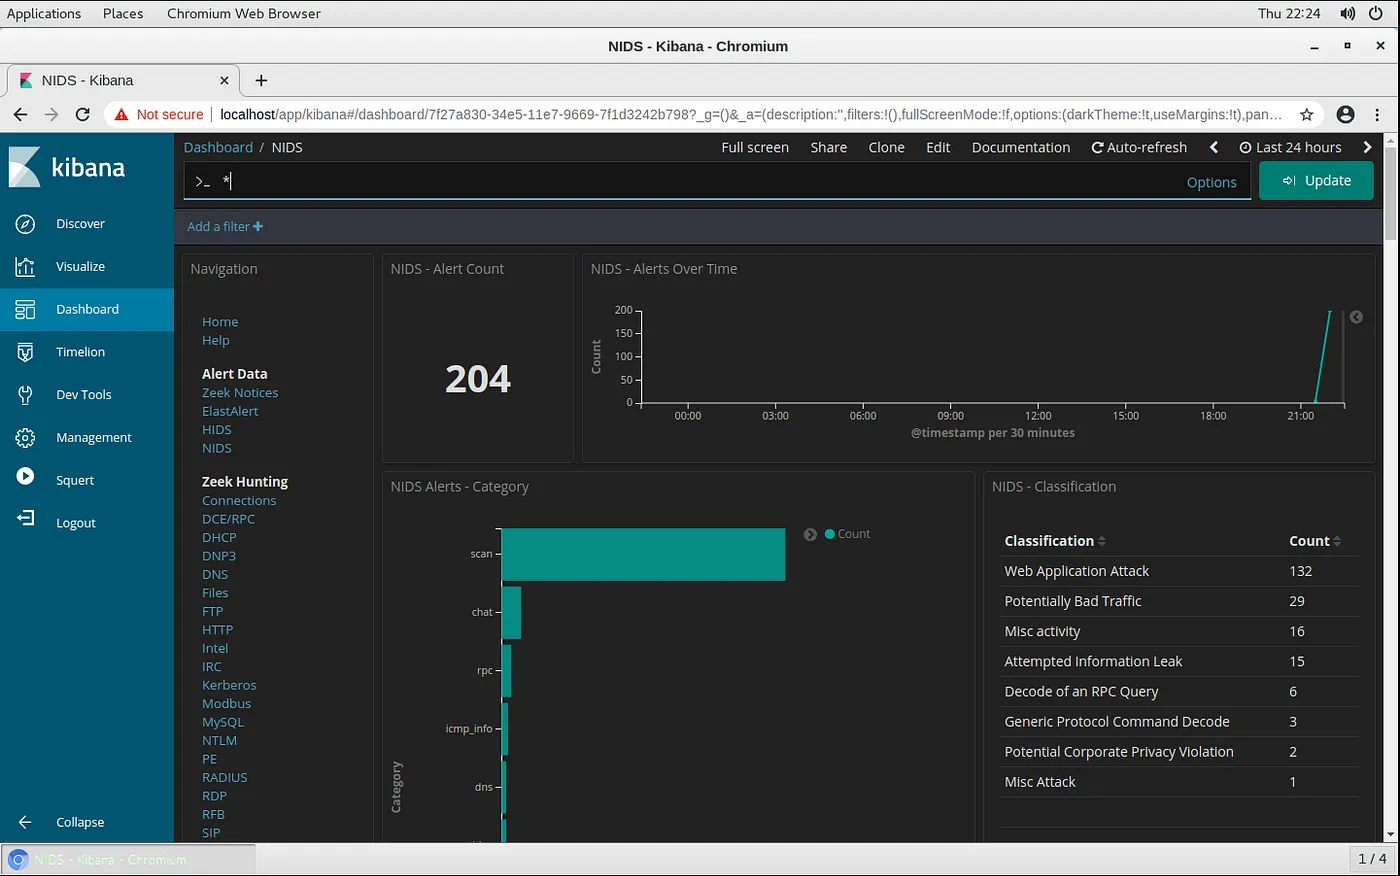 Applications Places Chromium Web Browser Thu 22:24
NIDS - Kibana - Chromium
NIDS - Kibana
Not secure localhost/app/kibana#/dashboard/7f27a830-34e5-11e7-9669-7f1d3242b798?_g=()&_a=(description:'',filters:!(),fullScreenMode:!f,options:(darkTheme:!t,useMargins:!t),pan…
kibana
Discover
Visualize
Dashboard
Timelion
Dev Tools
Management
Squert
Logout
Collapse
Dashboard / NIDS Full screen Share Clone Edit Documentation Auto-refresh Last 24 hours
>_ * Options Update
Add a filter +
Navigation
Home
Help
Alert Data
Zeek Notices
ElastAlert
HIDS
NIDS
Zeek Hunting
Connections
DCE/RPC
DHCP
DNP3
DNS
Files
FTP
HTTP
Intel
IRC
Kerberos
Modbus
MySQL
NTLM
PE
RADIUS
RDP
RFB
SIP
NIDS - Alert Count
204
NIDS - Alerts Over Time
Count
200
150
100
50
0
00:00 03:00 06:00 09:00 12:00 15:00 18:00 21:00
@timestamp per 30 minutes
NIDS Alerts - Category
Count
scan
chat
rpc
icmp_info
dns
Category
NIDS - Classification
Classification Count
Web Application Attack 132
Potentially Bad Traffic 29
Misc activity 16
Attempted Information Leak 15
Decode of an RPC Query 6
Generic Protocol Command Decode 3
Potential Corporate Privacy Violation 2
Misc Attack 1
NIDS - Kibana - Chromium 1 / 4